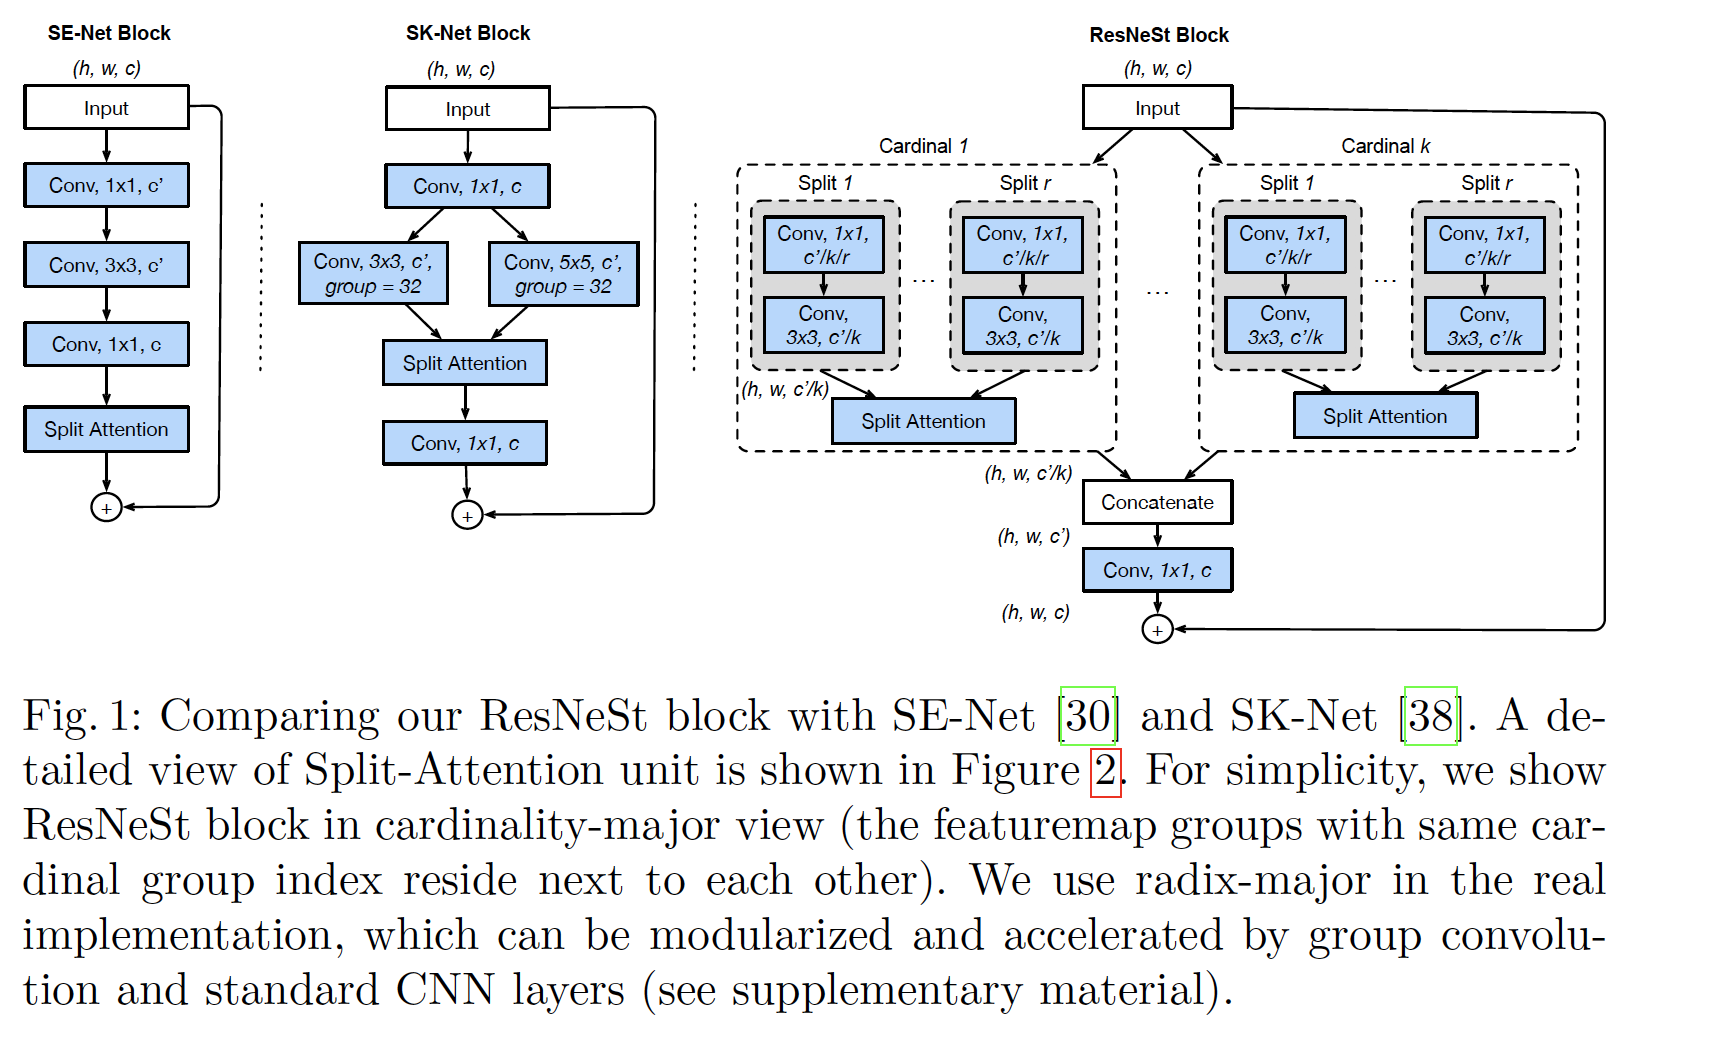 SE-Net Block
(h, w, c)
Input
Conv, 1x1, c’
Conv, 3x3, c’
Conv, 1x1, c
Split Attention
+
SK-Net Block
(h, w, c)
Input
Conv, 1x1, c
Conv, 3x3, c’,
group = 32
Conv, 5x5, c’,
group = 32
Split Attention
Conv, 1x1, c
+
ResNeSt Block
(h, w, c)
Input
Cardinal 1
Split 1
Conv, 1x1,
c’/k/r
Conv,
3x3, c’/k
...
Split r
Conv, 1x1,
c’/k/r
Conv,
3x3, c’/k
(h, w, c’/k)
Split Attention
...
Cardinal k
Split 1
Conv, 1x1,
c’/k/r
Conv,
3x3, c’/k
...
Split r
Conv, 1x1,
c’/k/r
Conv,
3x3, c’/k
Split Attention
(h, w, c’/k)
Concatenate
(h, w, c’)
Conv, 1x1, c
(h, w, c)
+
Fig. 1: Comparing our ResNeSt block with SE-Net [30] and SK-Net [38]. A de-
tailed view of Split-Attention unit is shown in Figure 2. For simplicity, we show
ResNeSt block in cardinality-major view (the featuremap groups with same car-
dinal group index reside next to each other). We use radix-major in the real
implementation, which can be modularized and accelerated by group convolu-
tion and standard CNN layers (see supplementary material).